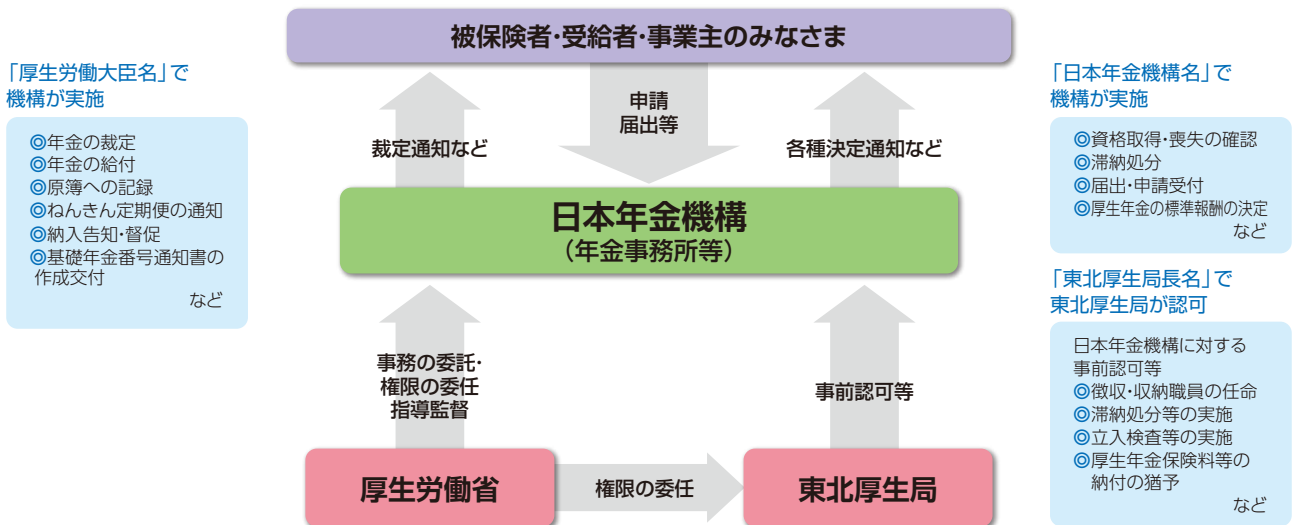 被保険者・受給者・事業主のみなさま
「厚生労働大臣名」で
機構が実施
◎年金の裁定
◎年金の給付
◎原簿への記録
◎ねんきん定期便の通知
◎納入告知・督促
◎基礎年金番号通知書の
作成交付
など
裁定通知など
申請
届出等
各種決定通知など
「日本年金機構名」で
機構が実施
◎資格取得・喪失の確認
◎滞納処分
◎届出・申請受付
◎厚生年金の標準報酬の決定
など
日本年金機構
（年金事務所等）
「東北厚生局長名」で
東北厚生局が認可
日本年金機構に対する
事前認可等
◎徴収・収納職員の任命
◎滞納処分等の実施
◎立入検査等の実施
◎厚生年金保険料等の
納付の猶予
など
事務の委託・
権限の委任
指導監督
事前認可等
厚生労働省
権限の委任
東北厚生局